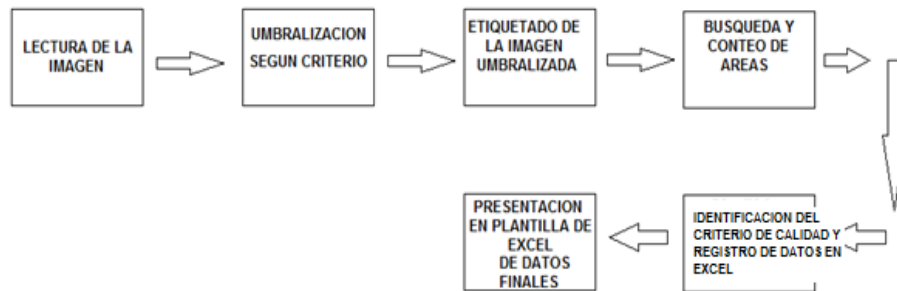 LECTURA DE LA
IMAGEN
UMBRALIZACION
SEGUN CRITERIO
ETIQUETADO DE
LA IMAGEN
UMBRALIZADA
BUSQUEDA Y
CONTEO DE
AREAS
IDENTIFICACION DEL
CRITERIO DE CALIDAD Y
REGISTRO DE DATOS EN
EXCEL
PRESENTACION
EN PLANTILLA DE
EXCEL
DE DATOS
FINALES